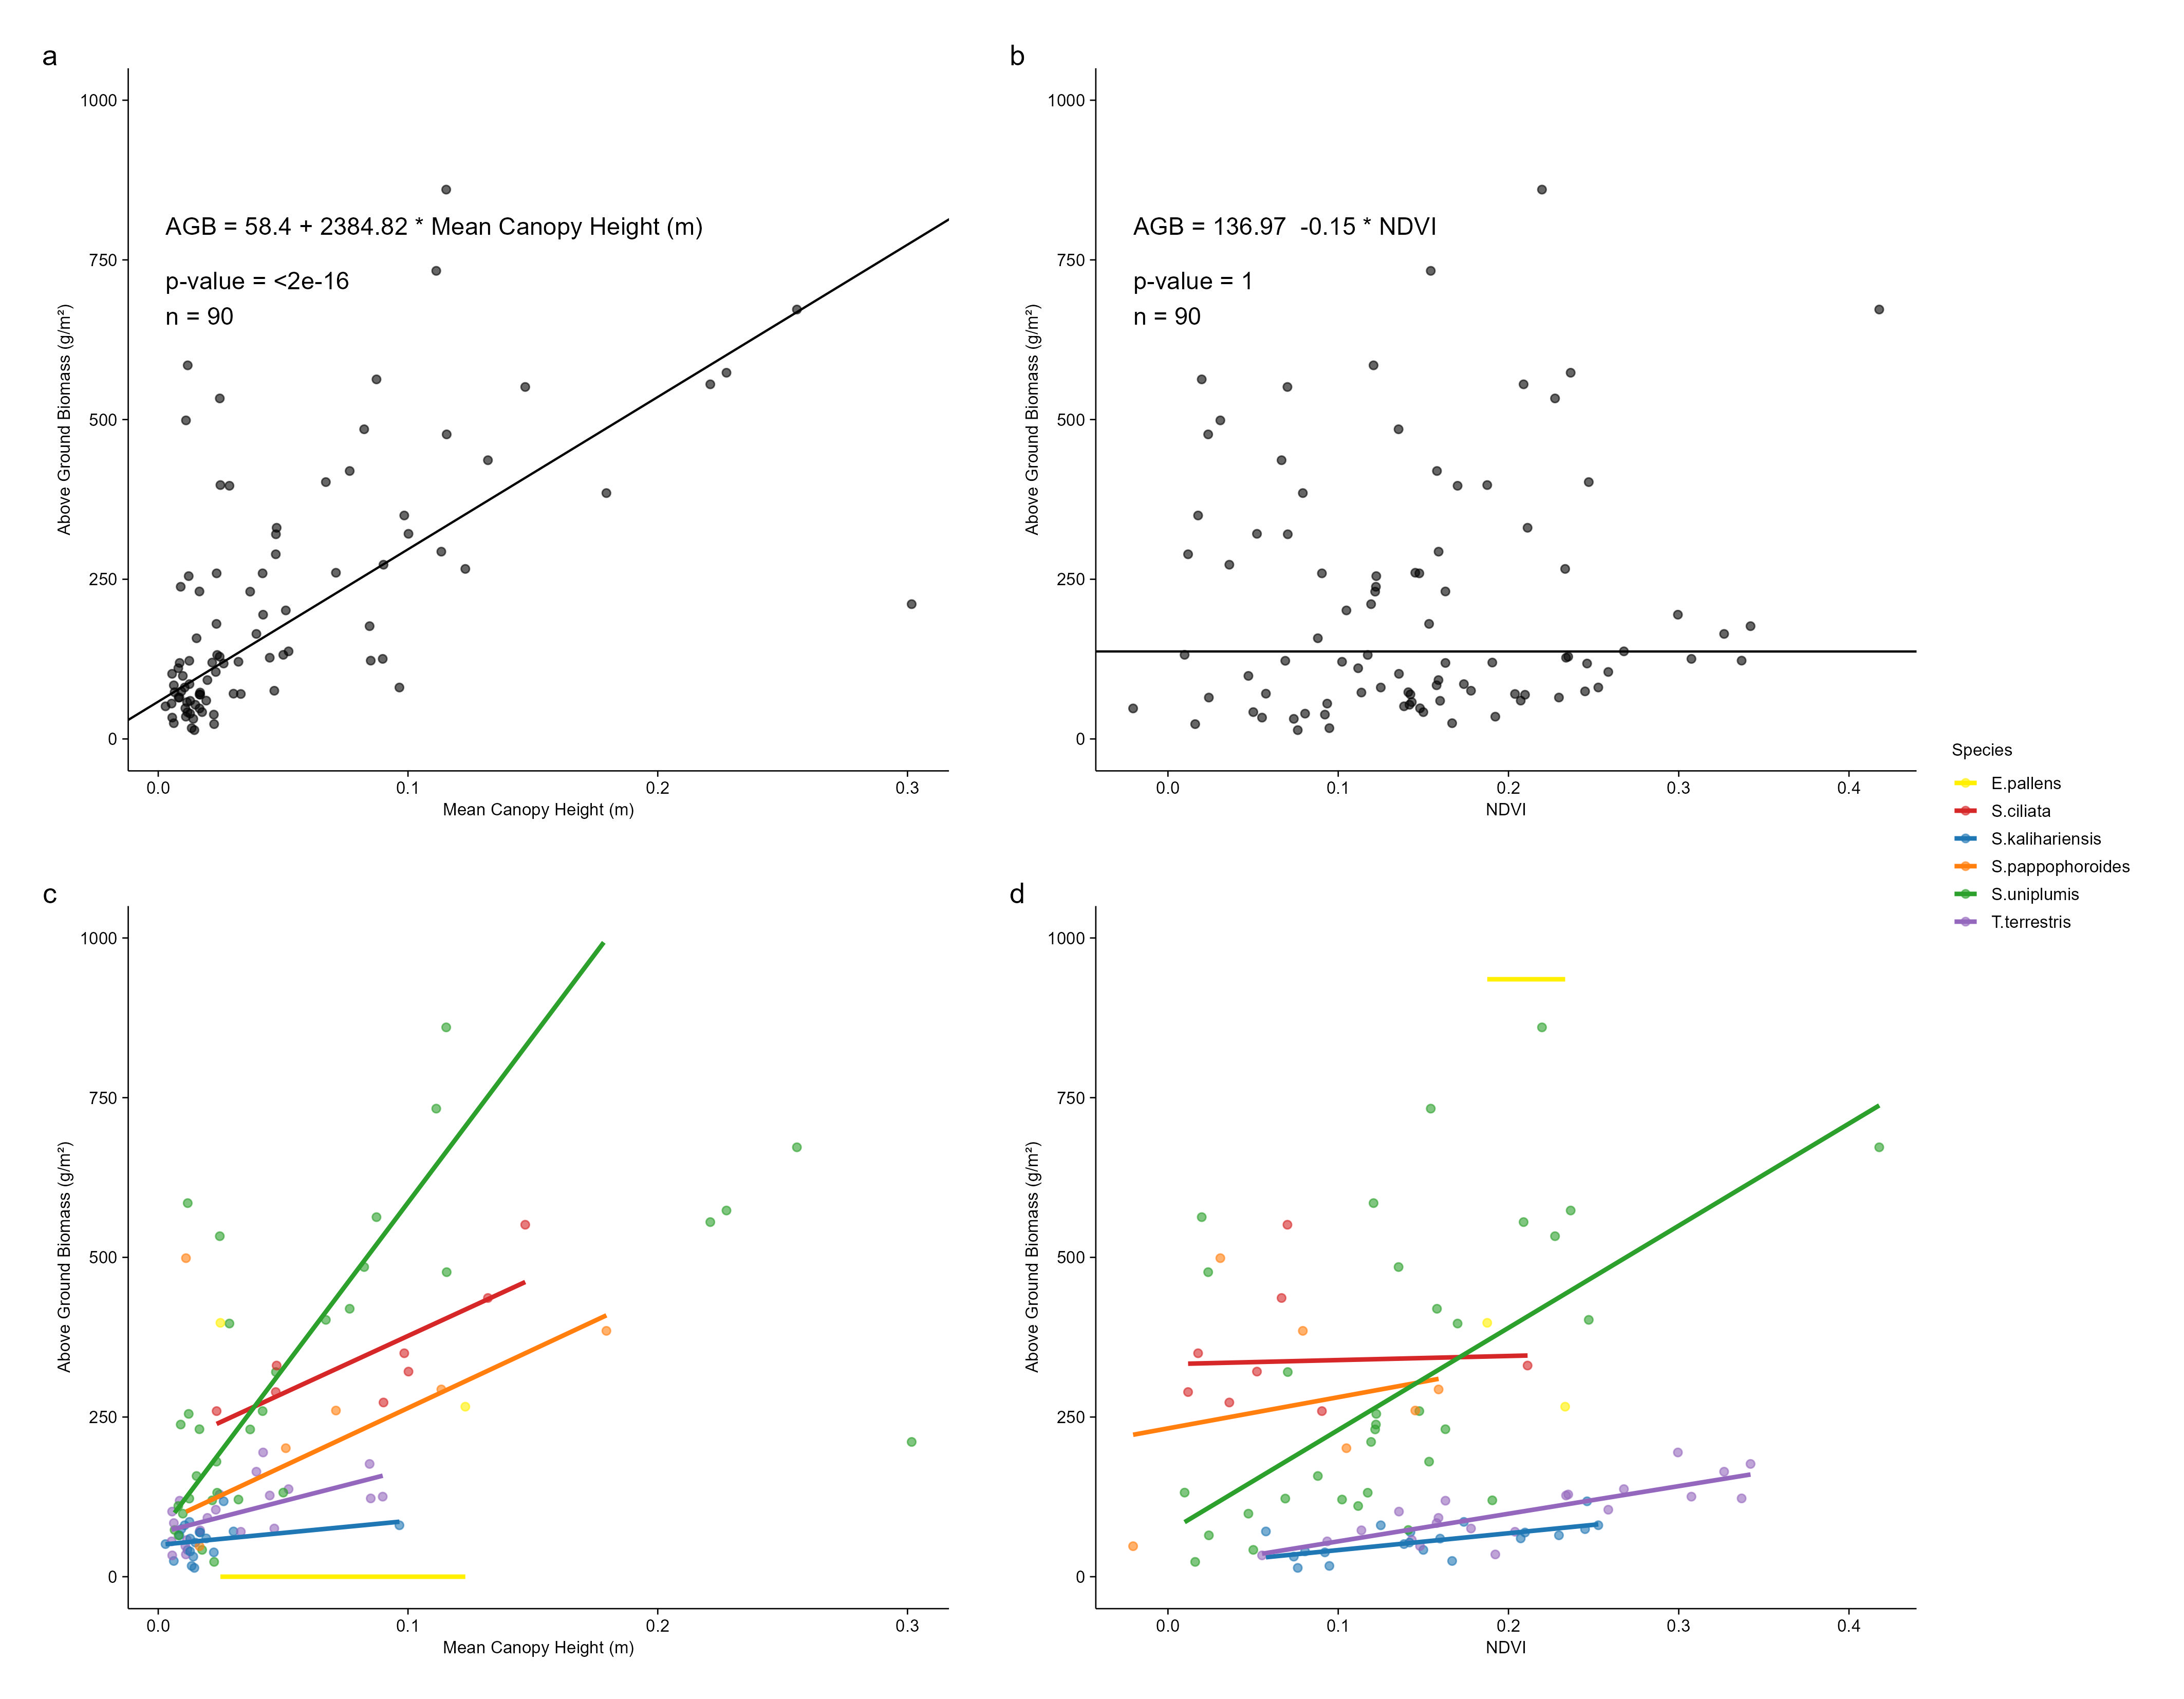 a
1000
750
500
250
0
Above Ground Biomass (g/m²)
AGB = 58.4 + 2384.82 * Mean Canopy Height (m)
p-value = <2e-16
n = 90
0.0 0.1 0.2 0.3
Mean Canopy Height (m)
b
1000
750
500
250
0
Above Ground Biomass (g/m²)
AGB = 136.97  -0.15 * NDVI
p-value = 1
n = 90
0.0 0.1 0.2 0.3 0.4
NDVI
Species
E.pallens
S.ciliata
S.kalihariensis
S.pappophoroides
S.uniplumis
T.terrestris
c
1000
750
500
250
0
Above Ground Biomass (g/m²)
0.0 0.1 0.2 0.3
Mean Canopy Height (m)
d
1000
750
500
250
0
Above Ground Biomass (g/m²)
0.0 0.1 0.2 0.3 0.4
NDVI